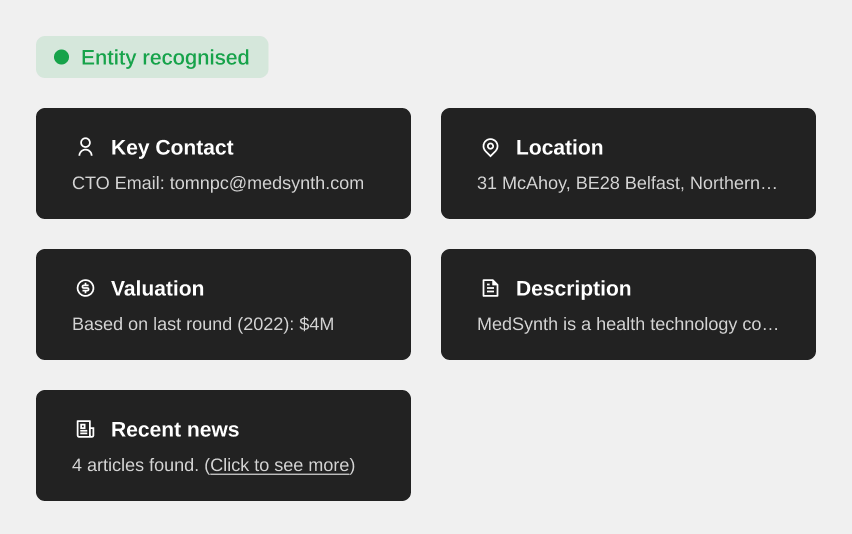 Entity recognised
Key Contact
CTO Email: tomnpc@medsynth.com
Location
31 McAhoy, BE28 Belfast, Northern…
Valuation
Based on last round (2022): $4M
Description
MedSynth is a health technology co…
Recent news
4 articles found. (Click to see more)